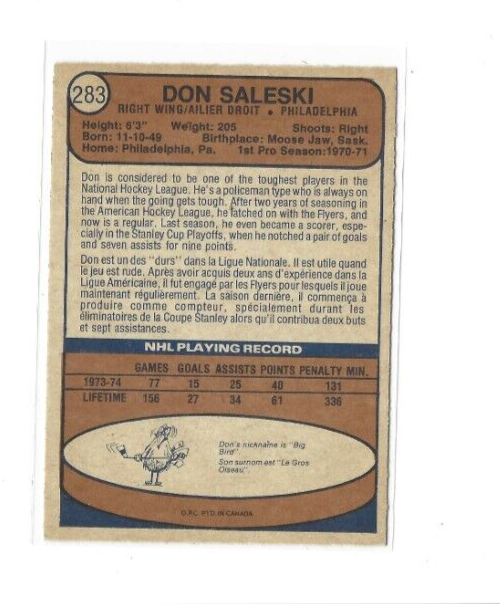 283
DON SALESKI
RIGHT WING/AILIER DROIT • PHILADELPHIA
Height: 6'3" Weight: 205 Shoots: Right
Born: 11-10-49 Birthplace: Moose Jaw, Sask.
Home: Philadelphia, Pa. 1st Pro Season: 1970-71
Don is considered to be one of the toughest players in the
National Hockey League. He's a policeman type who is always on
hand when the going gets tough. After two years of seasoning in
the American Hockey League, he latched on with the Flyers, and
now is a regular. Last season, he even became a scorer, espe-
cially in the Stanley Cup Playoffs, when he notched a pair of goals
and seven assists for nine points.
Don est un des "durs" dans la Ligue Nationale. Il est utile quand
le jeu est rude. Après avoir acquis deux ans d'expérience dans la
Ligue Américaine, il fut engagé par les Flyers pour lesquels il joue
maintenant régulièrement. La saison dernière, il commença à
produire comme compteur, spécialement durant les
éliminatoires de la Coupe Stanley alors qu'il contribua deux buts
et sept assistances.
NHL PLAYING RECORD
GAMES GOALS ASSISTS POINTS PENALTY MIN.
1973-74 77 15 25 40 131
LIFETIME 156 27 34 61 336
Don's nickname is "Big
Bird".
Son surnom est "Le Gros
Oiseau".
O.P.C. PTD. IN CANADA